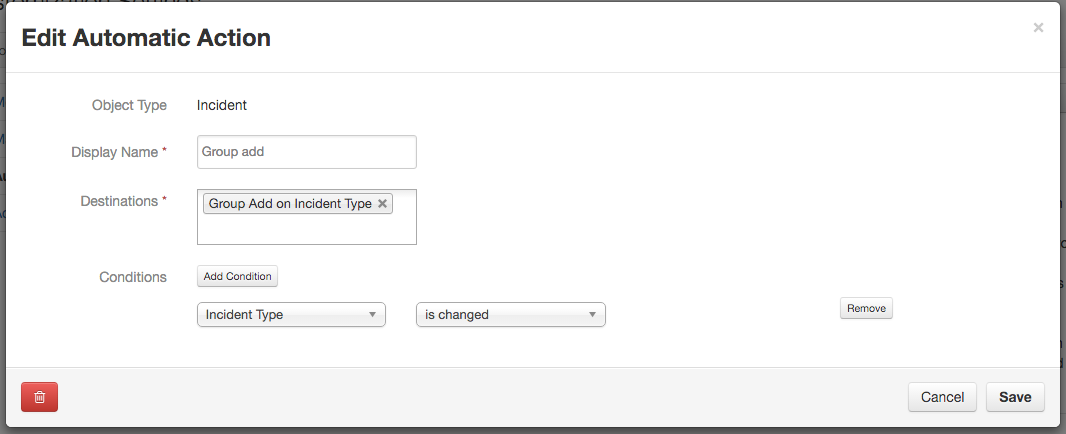 Edit Automatic Action
×
Object Type Incident
Display Name * Group add
Destinations * Group Add on Incident Type ×
Conditions Add Condition
Incident Type is changed Remove
Cancel Save